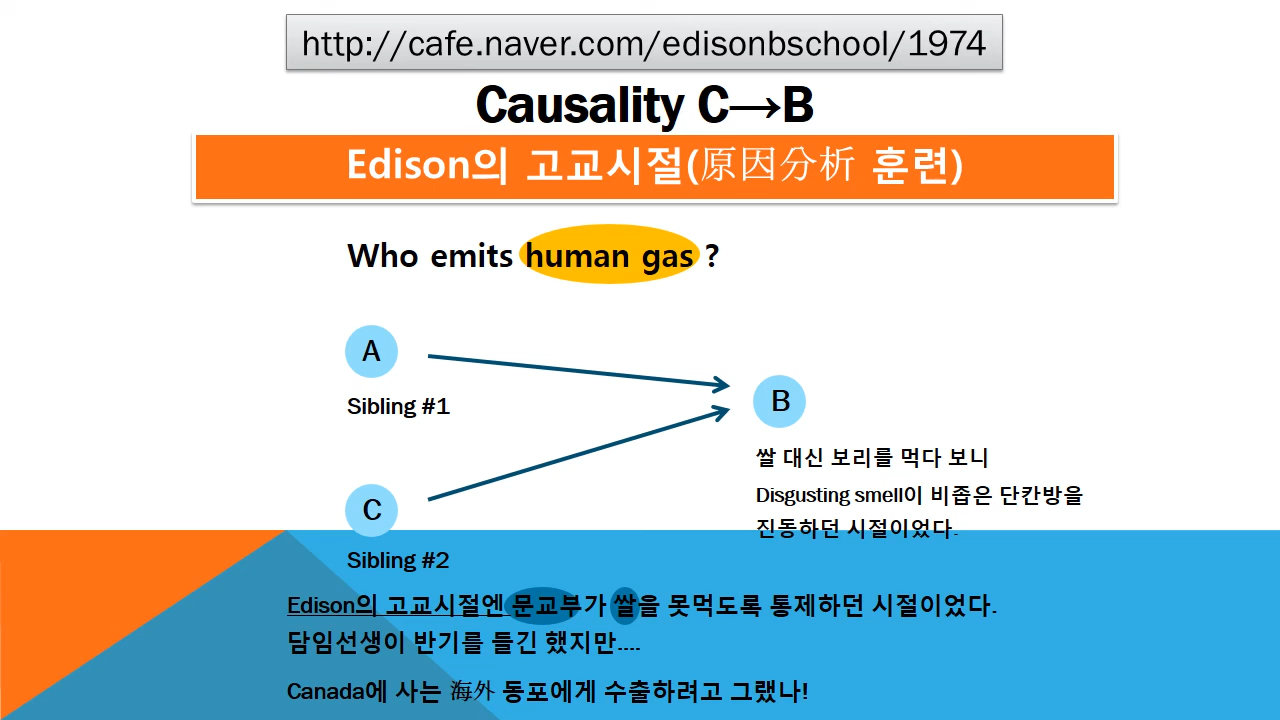 http://cafe.naver.com/edisonbschool/1974
Causality C→B
Edison의 고교시절(原因分析 훈련)
Who emits human gas ?
A
Sibling #1
B
쌀 대신 보리를 먹다 보니
Disgusting smell이 비좁은 단칸방을
진동하던 시절이었다.
C
Sibling #2
Edison의 고교시절엔 문교부가 쌀을 못먹도록 통제하던 시절이었다.
담임선생이 반기를 들긴 했지만....
Canada에 사는 海外 동포에게 수출하려고 그랬나!